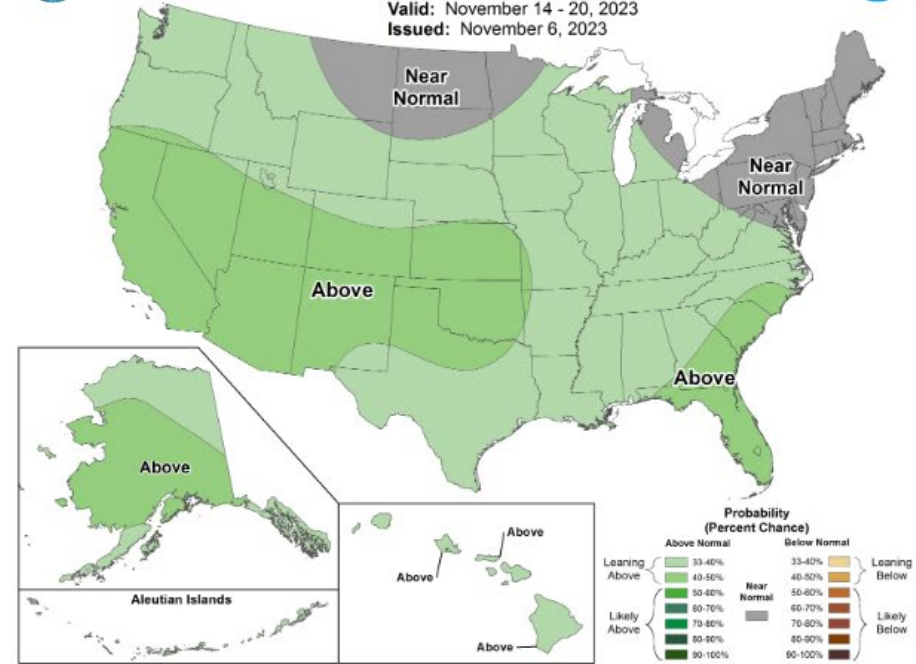 Valid: November 14 - 20, 2023
Issued: November 6, 2023
Near
Normal
Near
Normal
Above
Above
Above
Above
Above
Above
Aleutian Islands
Probability
(Percent Chance)
Above Normal
Below Normal
Leaning
Above
33-40%
40-50%
Likely
Above
50-60%
60-70%
70-80%
80-90%
90-100%
Near
Normal
33-40%
40-50%
Leaning
Below
50-60%
60-70%
70-80%
80-90%
90-100%
Likely
Below